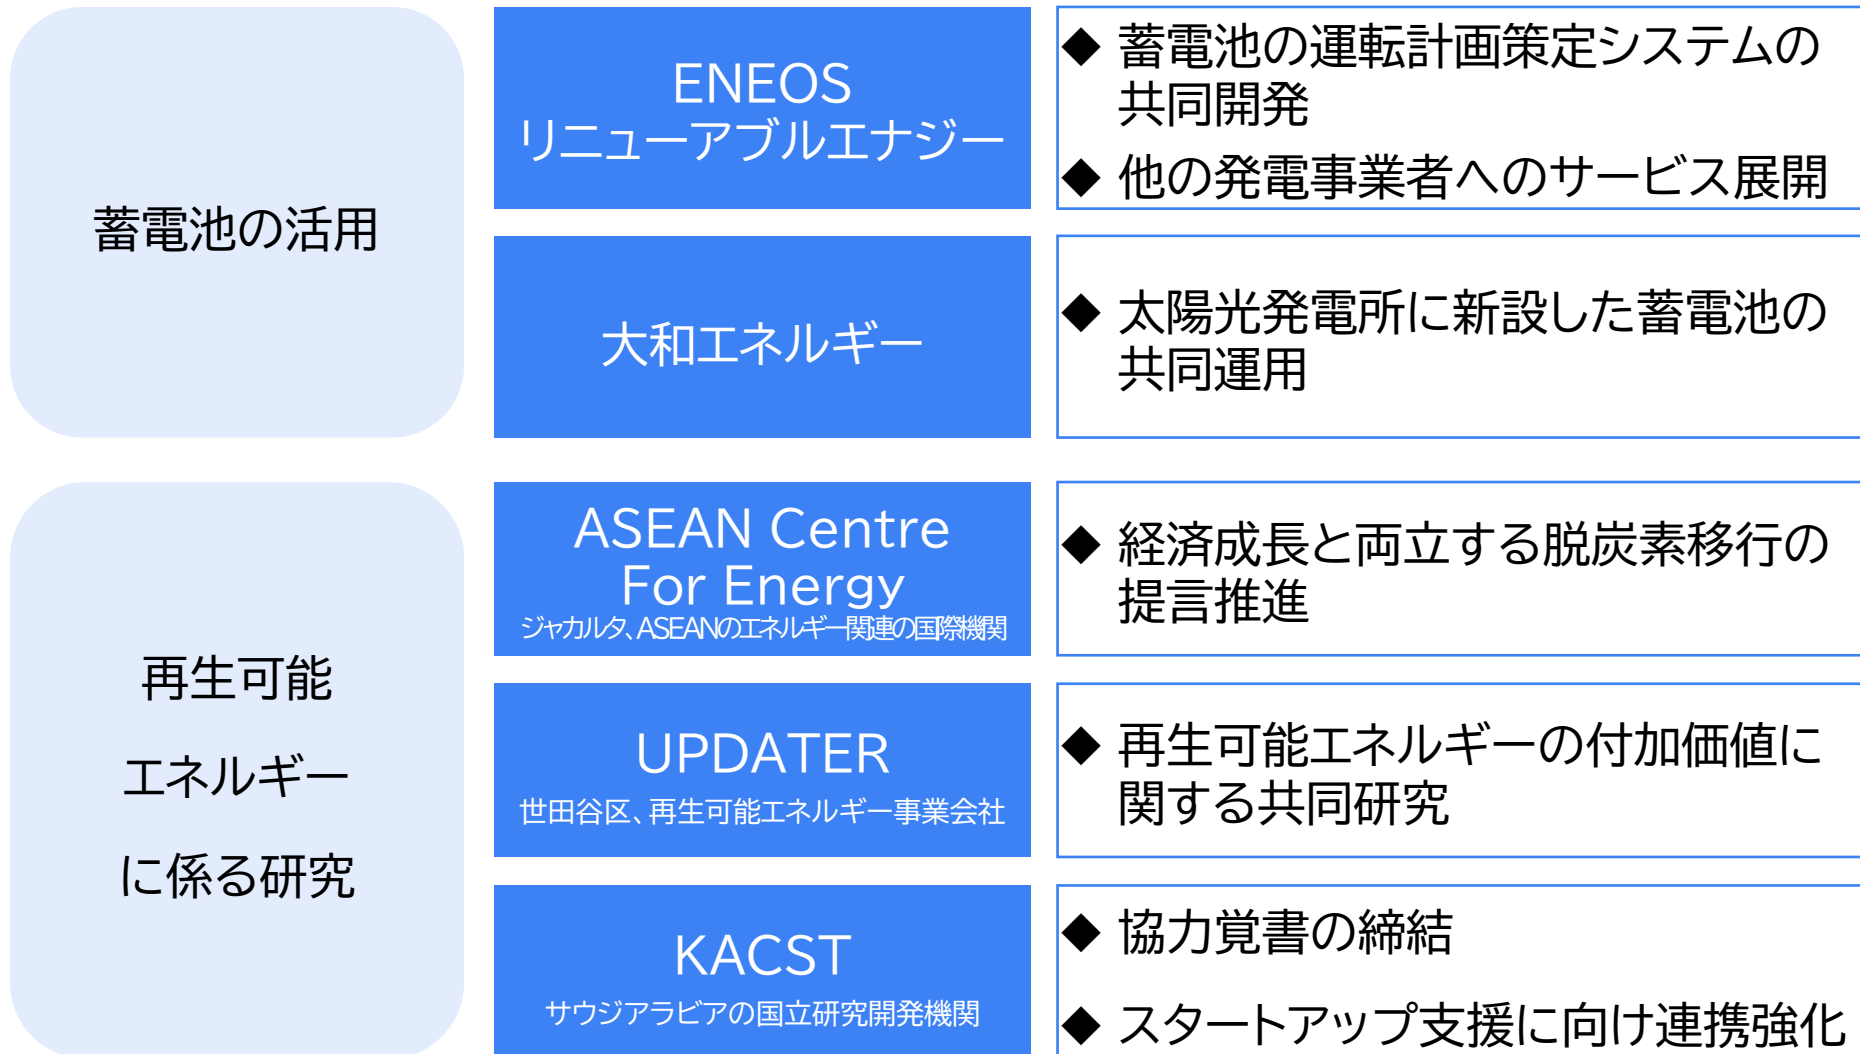 蓄電池の活用
ENEOS
リニューアブルエナジー
◆ 蓄電池の運転計画策定システムの
共同開発
◆ 他の発電事業者へのサービス展開
大和エネルギー
◆ 太陽光発電所に新設した蓄電池の
共同運用
再生可能
エネルギー
に係る研究
ASEAN Centre
For Energy
ジャカルタ、ASEANのエネルギー関連の国際機関
◆ 経済成長と両立する脱炭素移行の
提言推進
UPDATER
世田谷区、再生可能エネルギー事業会社
◆ 再生可能エネルギーの付加価値に
関する共同研究
KACST
サウジアラビアの国立研究開発機関
◆ 協力覚書の締結
◆ スタートアップ支援に向け連携強化